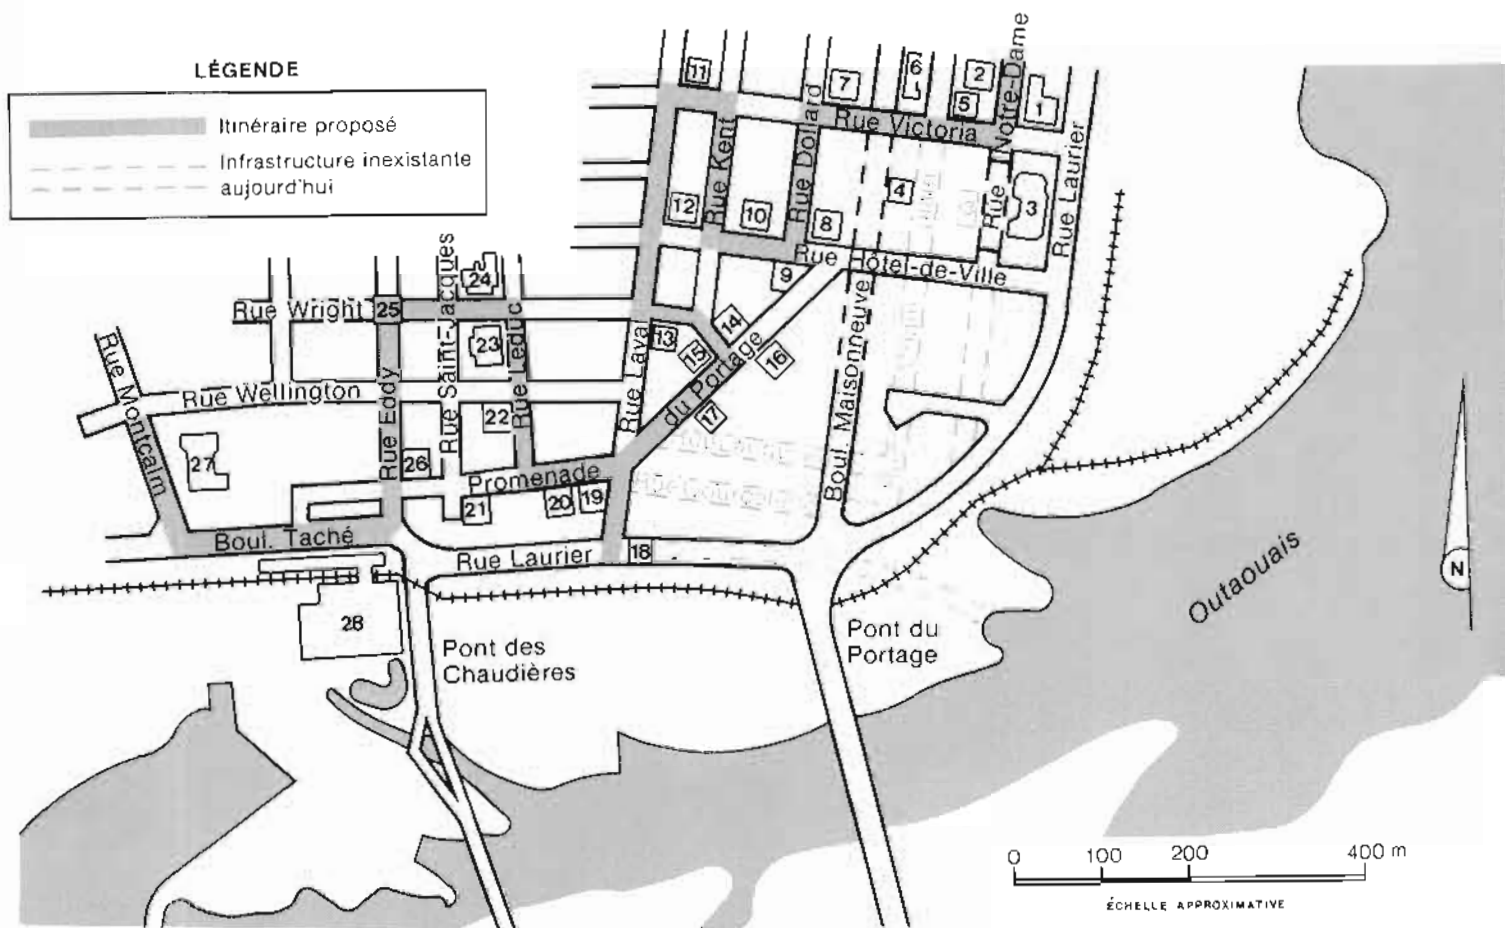 LÉGENDE
Itinéraire proposé
Infrastructure inexistante
aujourd'hui
11
7
6
2
5
1
Rue Victoria
Notre-Dame
Rue
Rue Laurier
Rue Kent
Rue Dollard
12
10
8
4
3
9
Rue Hôtel-de-Ville
24
Rue Wright
25
Rue Saint-Jacques
Rue Leduc
23
13
14
15
16
17
du Portage
Boul. Maisonneuve
Rue Montcalm
Rue Wellington
Rue Eddy
22
Rue Laval
27
26
Promenade
21
20
19
Boul. Taché
Rue Laurier
18
28
Pont des
Chaudières
Pont du
Portage
Outaouais
N
0 100 200 400 m
ÉCHELLE APPROXIMATIVE